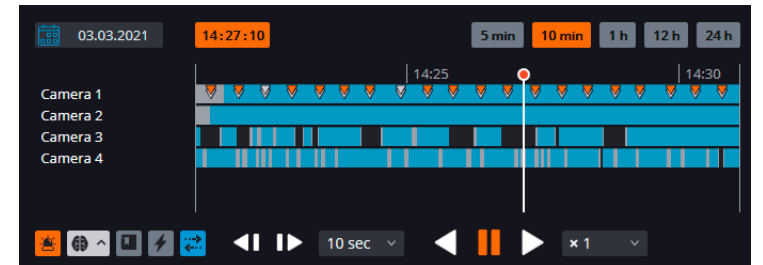 03.03.2021 14:27:10 5 min 10 min 1 h 12 h 24 h
14:25 14:30
Camera 1
Camera 2
Camera 3
Camera 4
10 sec × 1